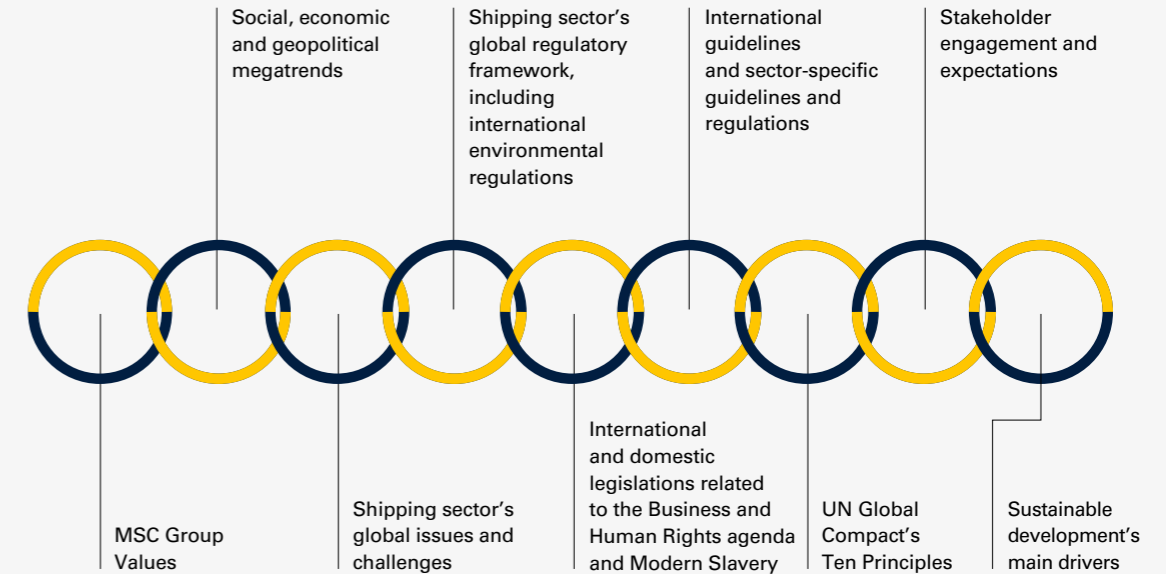 Social, economic
and geopolitical
megatrends
Shipping sector’s
global regulatory
framework,
including
international
environmental
regulations
International
guidelines
and sector-specific
guidelines and
regulations
Stakeholder
engagement and
expectations
MSC Group
Values
Shipping sector’s
global issues and
challenges
International
and domestic
legislations related
to the Business and
Human Rights agenda
and Modern Slavery
UN Global
Compact’s
Ten Principles
Sustainable
development’s
main drivers